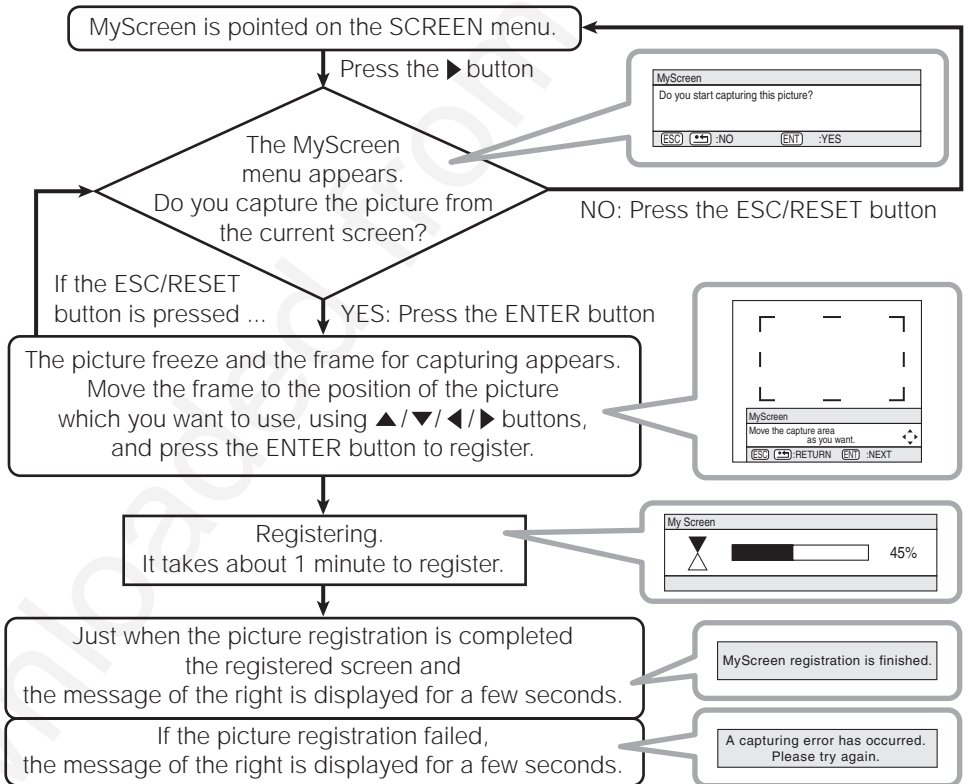 MyScreen is pointed on the SCREEN menu.
Press the ▶ button
MyScreen
Do you start capturing this picture?
ESC :NO ENT :YES
The MyScreen
menu appears.
Do you capture the picture from
the current screen?
NO: Press the ESC/RESET button
If the ESC/RESET
button is pressed ...
YES: Press the ENTER button
The picture freeze and the frame for capturing appears.
Move the frame to the position of the picture
which you want to use, using ▲/▼/◀/▶ buttons,
and press the ENTER button to register.
MyScreen
Move the capture area
as you want.
ESC :RETURN ENT :NEXT
Registering.
It takes about 1 minute to register.
My Screen
45%
Just when the picture registration is completed
the registered screen and
the message of the right is displayed for a few seconds.
MyScreen registration is finished.
If the picture registration failed,
the message of the right is displayed for a few seconds.
A capturing error has occurred.
Please try again.